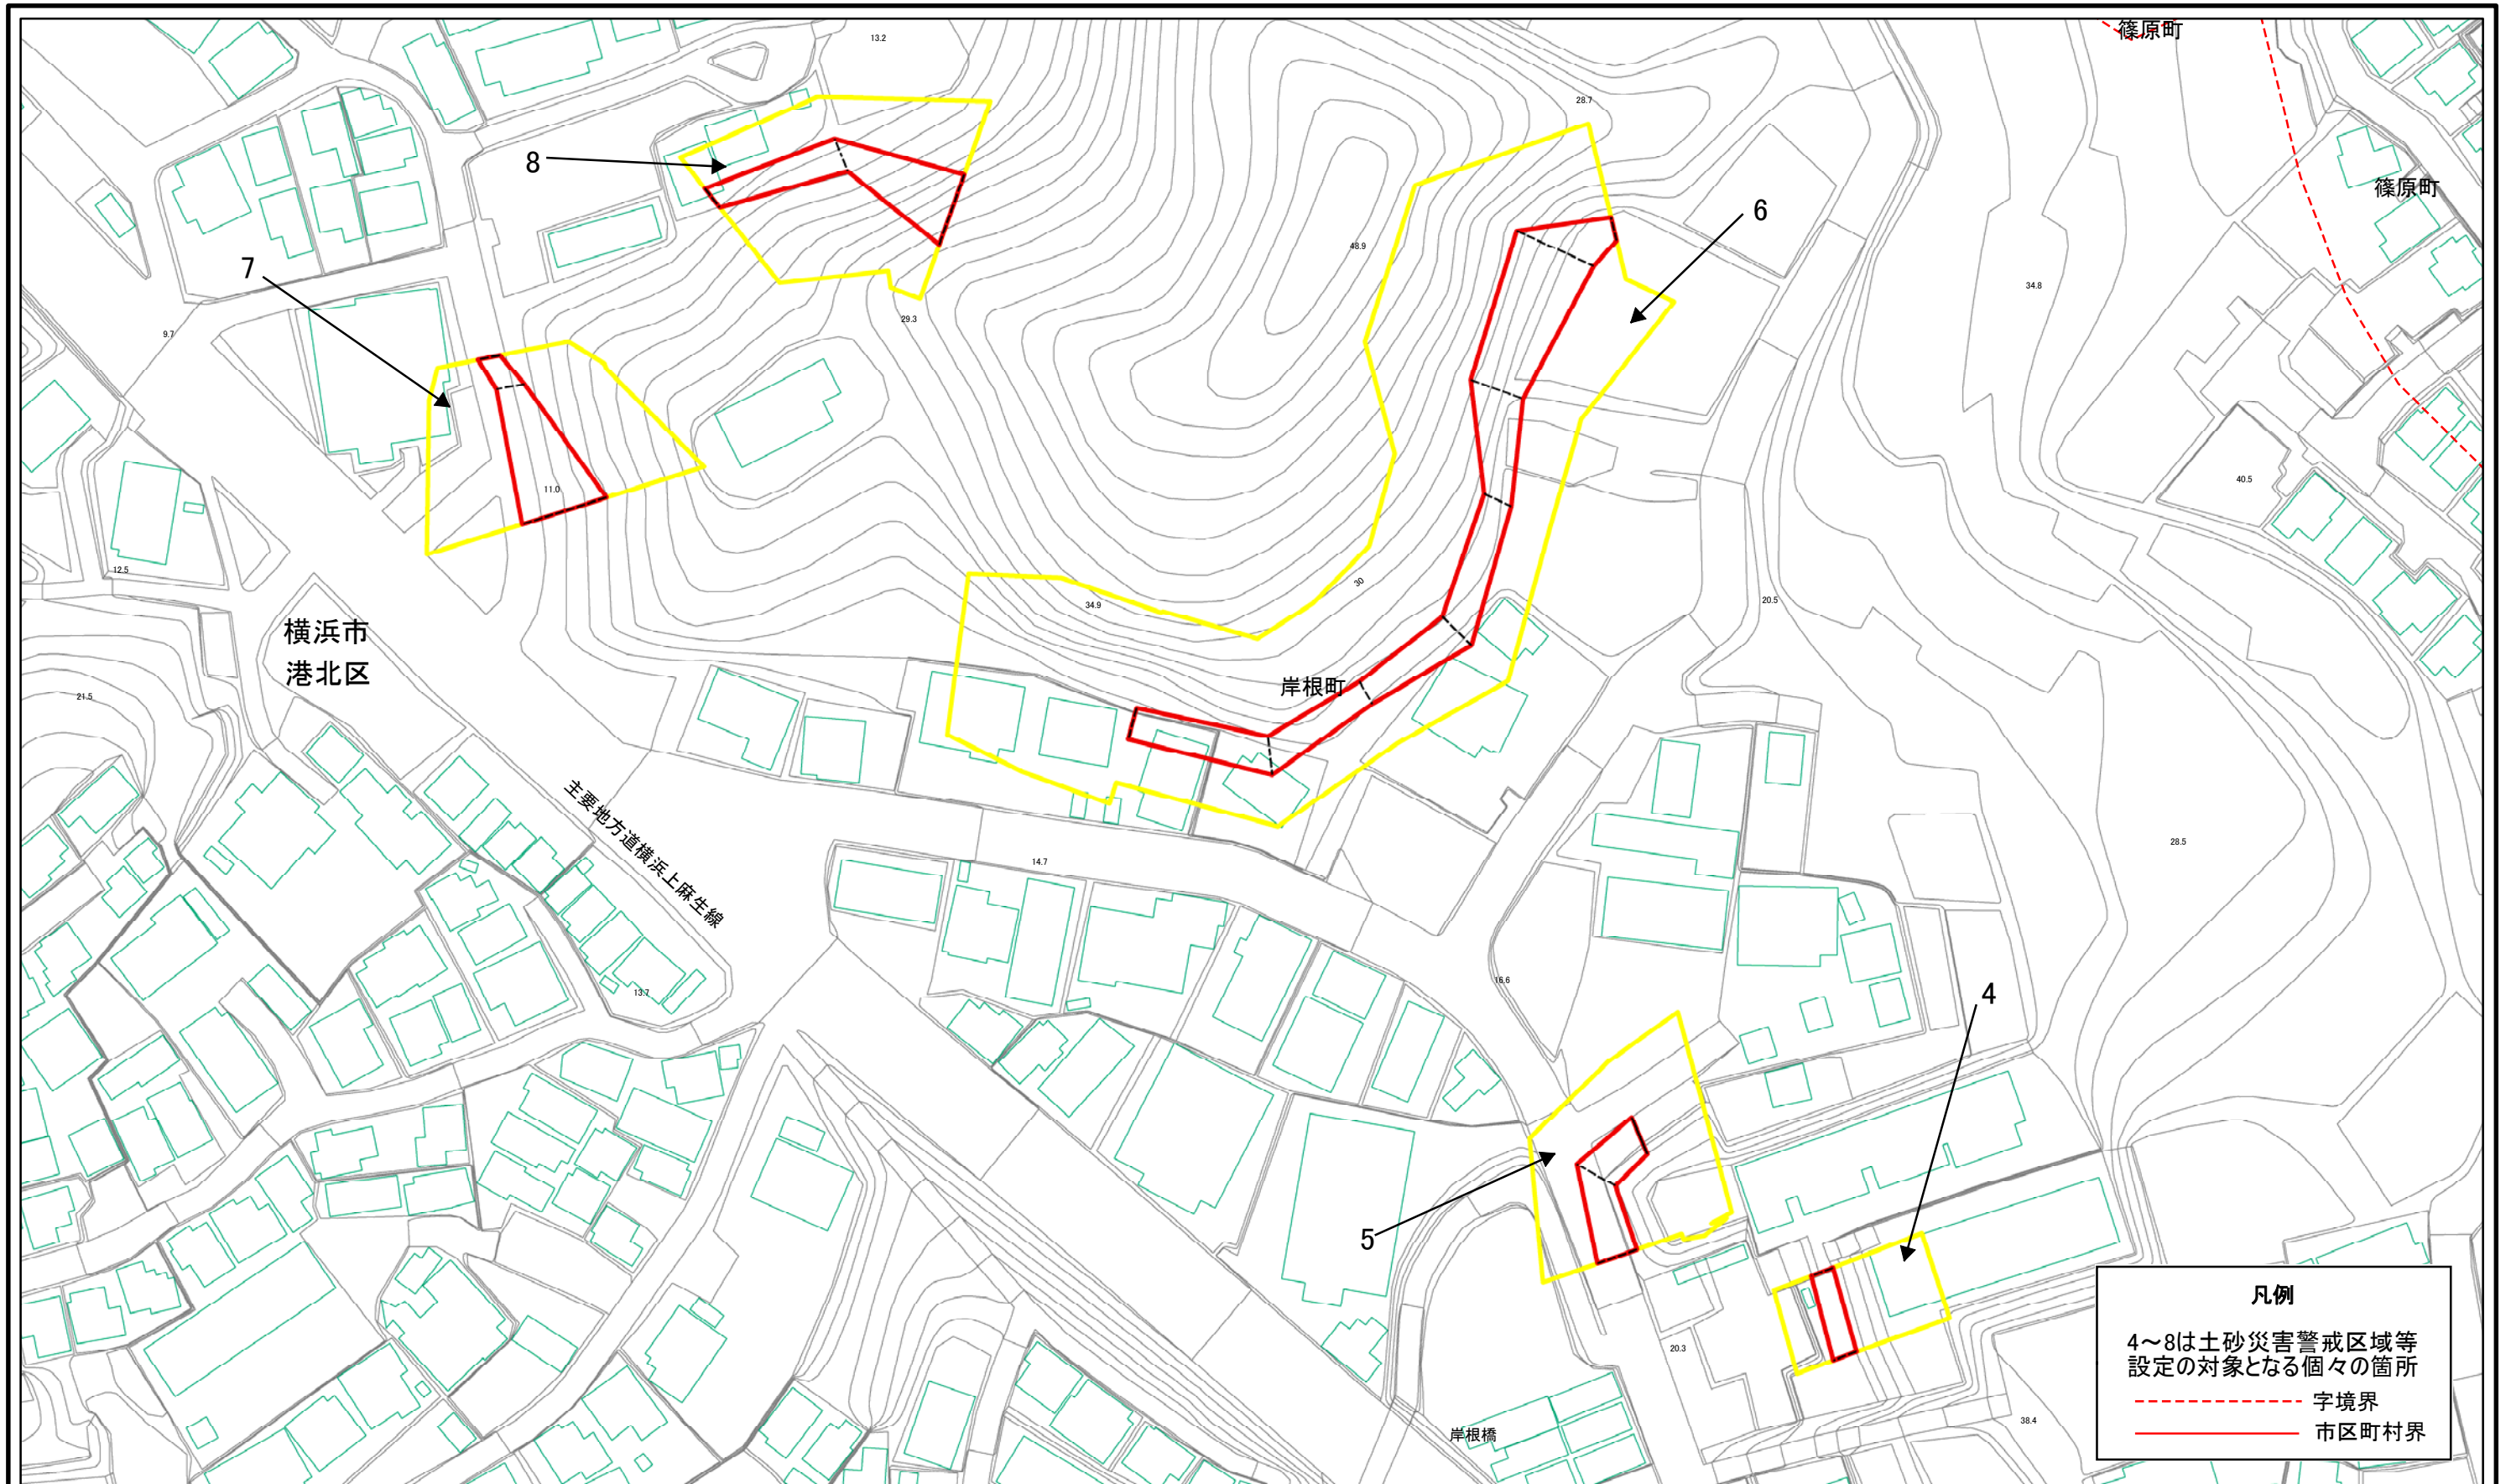 篠原町
13.2
28.7
8
篠原町
6
48.9
7
34.8
29.3
9.7
40.5
11.0
12.5
30
20.5
34.9
横浜市
港北区
岸根町
21.5
主要地方道横浜上麻生線
28.5
14.7
16.6
13.7
4
5
20.3
38.4
岸根橋
凡例
4～8は土砂災害警戒区域等
設定の対象となる個々の箇所
字境界
市区町村界